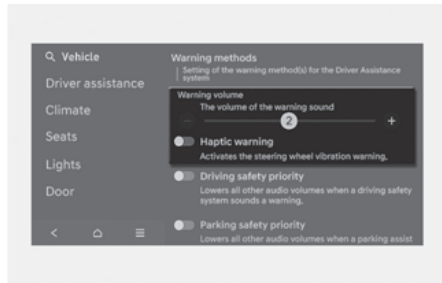 Vehicle
Driver assistance
Climate
Seats
Lights
Door
Warning methods
Setting of the warning method(s) for the Driver Assistance
system
Warning volume
The volume of the warning sound
2
Haptic warning
Activates the steering wheel vibration warning,
Driving safety priority
Lowers all other audio volumes when a driving safety
system sounds a warning,
Parking safety priority
Lowers all other audio volumes when a parking assist